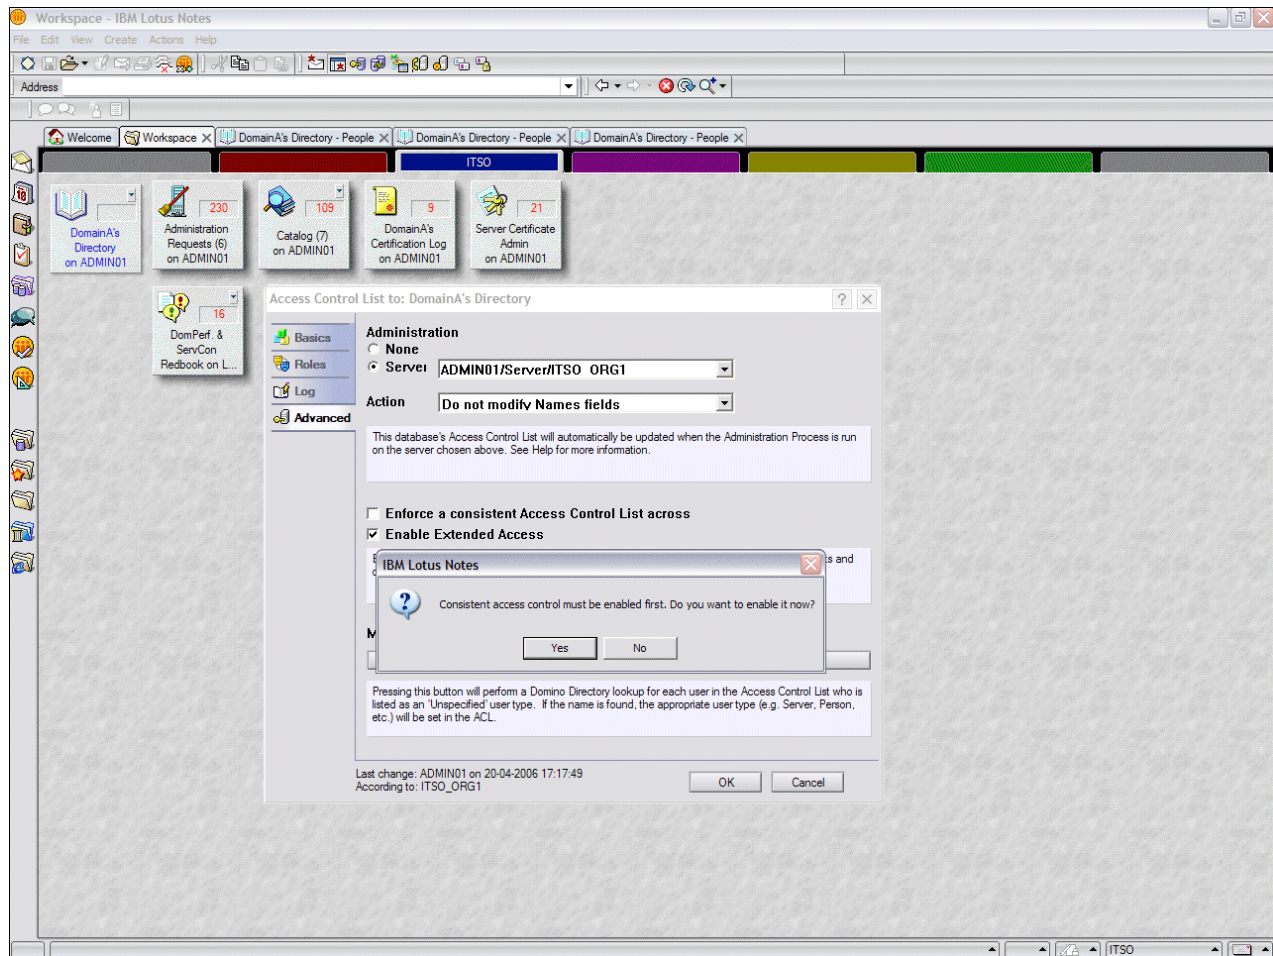 Workspace - IBM Lotus Notes
File Edit View Create Actions Help
Address
Welcome Workspace DomainA's Directory - People DomainA's Directory - People DomainA's Directory - People
ITSO
DomainA's
Directory
on ADMIN01
230
Administration
Requests (6)
on ADMIN01
109
Catalog (7)
on ADMIN01
9
DomainA's
Certification Log
on ADMIN01
21
Server Certificate
Admin
on ADMIN01
16
DomPerf. &
ServCon
Redbook on L...
Access Control List to: DomainA's Directory
Basics
Roles
Log
Advanced
Administration
None
Server ADMIN01/Server/ITSO_ORG1
Action Do not modify Names fields
This database's Access Control List will automatically be updated when the Administration Process is run
on the server chosen above. See Help for more information.
Enforce a consistent Access Control List across
Enable Extended Access
ts and
IBM Lotus Notes
Consistent access control must be enabled first. Do you want to enable it now?
Yes No
Pressing this button will perform a Domino Directory lookup for each user in the Access Control List who is
listed as an 'Unspecified' user type. If the name is found, the appropriate user type (e.g. Server, Person,
etc.) will be set in the ACL.
Last change: ADMIN01 on 20-04-2006 17:17:49
According to: ITSO_ORG1
OK Cancel
ITSO